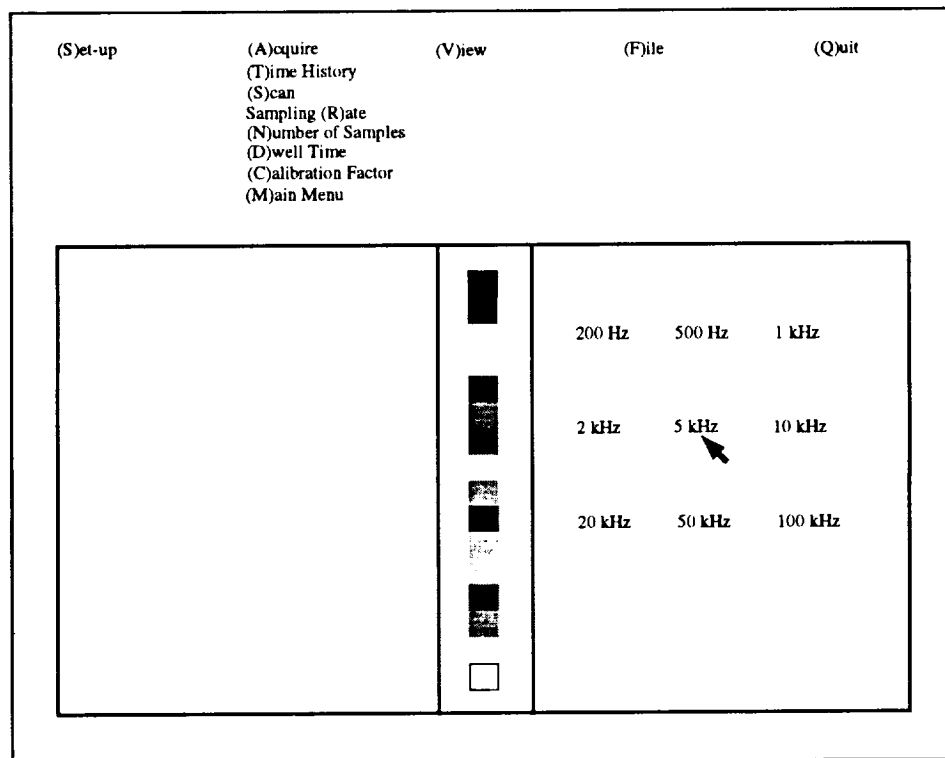 (S)et-up (A)cquire (V)iew (F)ile (Q)uit
(T)ime History
(S)can
Sampling (R)ate
(N)umber of Samples
(D)well Time
(C)alibration Factor
(M)ain Menu
200 Hz 500 Hz 1 kHz
2 kHz 5 kHz 10 kHz
20 kHz 50 kHz 100 kHz